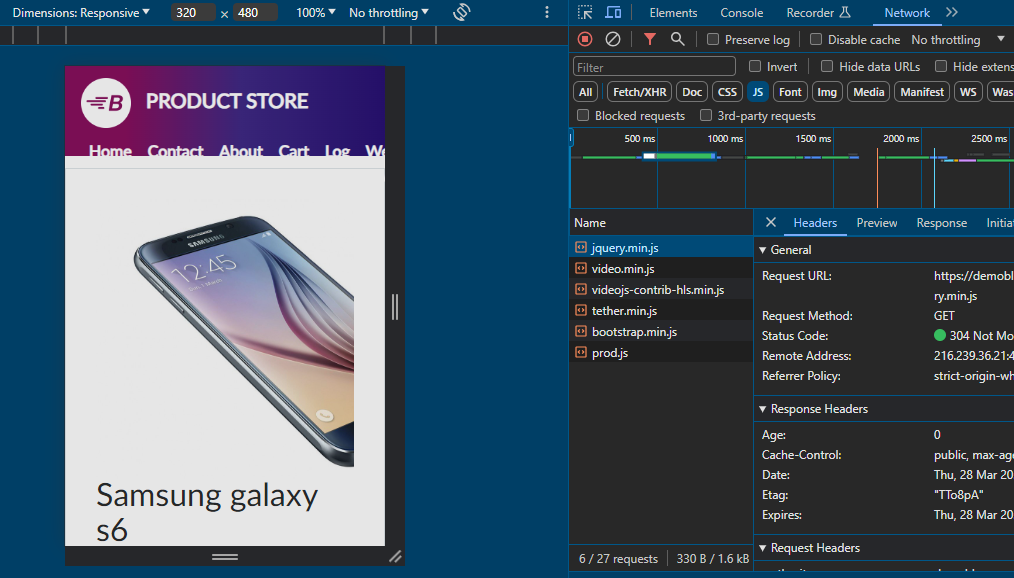 Dimensions: Responsive 320 × 480 100% No throttling
Elements Console Recorder Network
Preserve log Disable cache No throttling
Filter Invert Hide data URLs Hide exten
All Fetch/XHR Doc CSS JS Font Img Media Manifest WS Was
Blocked requests 3rd-party requests
500 ms 1000 ms 1500 ms 2000 ms 2500 ms
B PRODUCT STORE
Home Contact About Cart Log We
SAMSUNG
12:45
Samsung galaxy
s6
Name
jquery.min.js
video.min.js
videojs-contrib-hls.min.js
tether.min.js
bootstrap.min.js
prod.js
6 / 27 requests 330 B / 1.6 kB
Headers Preview Response Initia
General
Request URL: https://demobl
ry.min.js
Request Method: GET
Status Code: 304 Not Mo
Remote Address: 216.239.36.21:4
Referrer Policy: strict-origin-wh
Response Headers
Age: 0
Cache-Control: public, max-ag
Date: Thu, 28 Mar 20
Etag: "TTo8pA"
Expires: Thu, 28 Mar 20
Request Headers